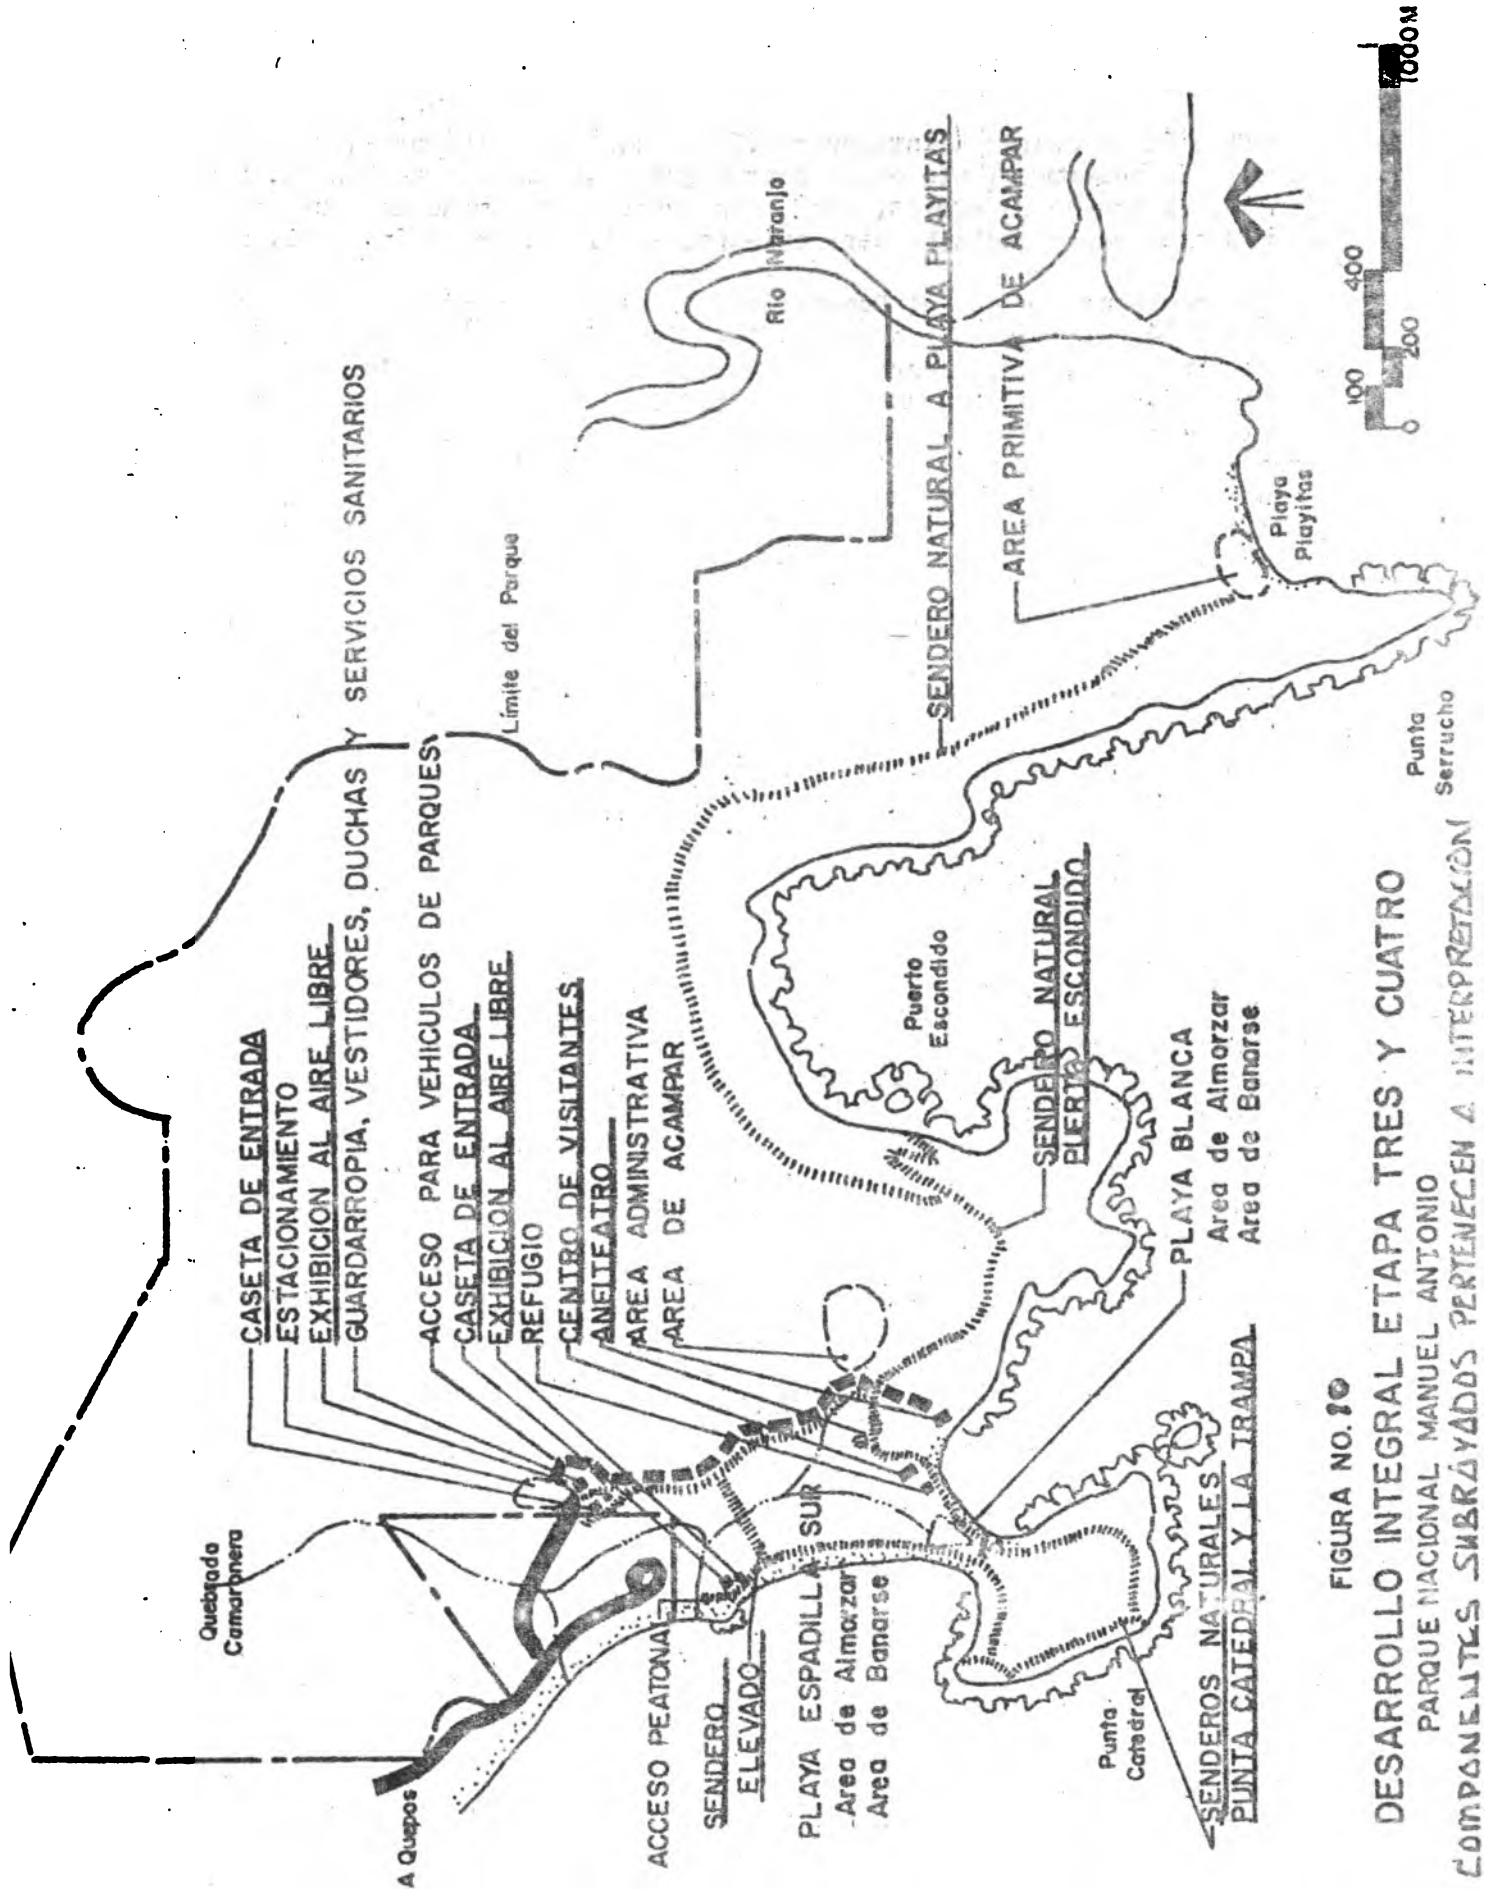 CASETA DE ENTRADA
ESTACIONAMIENTO
EXHIBICION AL AIRE LIBRE
GUARDARROPIA, VESTIDORES, DUCHAS Y SERVICIOS SANITARIOS
ACCESO PARA VEHICULOS DE PARQUES
CASETA DE ENTRADA
EXHIBICION AL AIRE LIBRE
REFUGIO
CENTRO DE VISITANTES
ANFITEATRO
AREA ADMINISTRATIVA
AREA DE ACAMPAR
Quebrada
Camaronera
A Quepos
Límite del Parque
Rio Naranjo
SENDERO NATURAL A PLAYA PLAYITAS
AREA PRIMITIVA DE ACAMPAR
ACCESO PEATONAL
SENDERO
ELEVADO
PLAYA ESPADILLA SUR
Area de Almorzar
Area de Banarse
Puerto
Escondido
SENDERO NATURAL
PUERTO ESCONDIDO
PLAYA BLANCA
Area de Almorzar
Area de Banarse
Playa
Playitas
Punta
Serrucho
Punta
Catedral
SENDEROS NATURALES
PUNTA CATEDRAL Y LA TRAMPA
0 100 200 400 1000M
FIGURA NO. 10
DESARROLLO INTEGRAL ETAPA TRES Y CUATRO
PARQUE NACIONAL MANUEL ANTONIO
COMPONENTES SUBRAYADOS PERTENECEN A INTERPRETACION